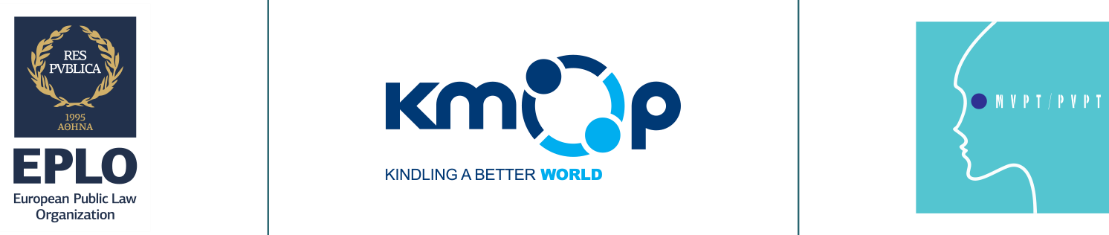 RES
PVBLICA
1995
ΑΘΗΝΑ
EPLO
European Public Law
Organization
kmop
KINDLING A BETTER WORLD
MVPT/PVPT